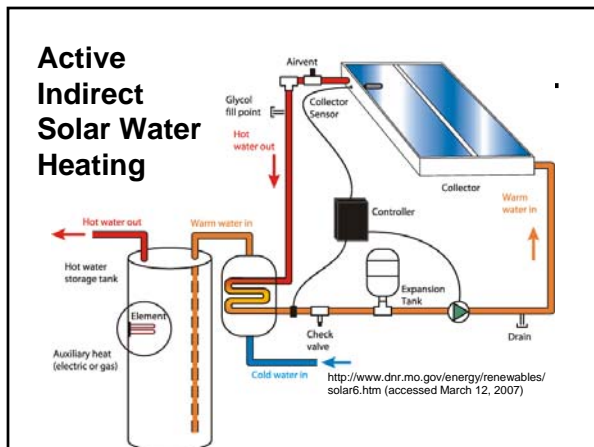 Active
Indirect
Solar Water
Heating
Airvent
Glycol
fill point
Collector
Sensor
Hot
water out
Collector
Warm
water in
Controller
Hot water out
Warm water in
Hot water
storage tank
Expansion
Tank
Element
Check
valve
Drain
Auxiliary heat
(electric or gas)
Cold water in
http://www.dnr.mo.gov/energy/renewables/
solar6.htm (accessed March 12, 2007)